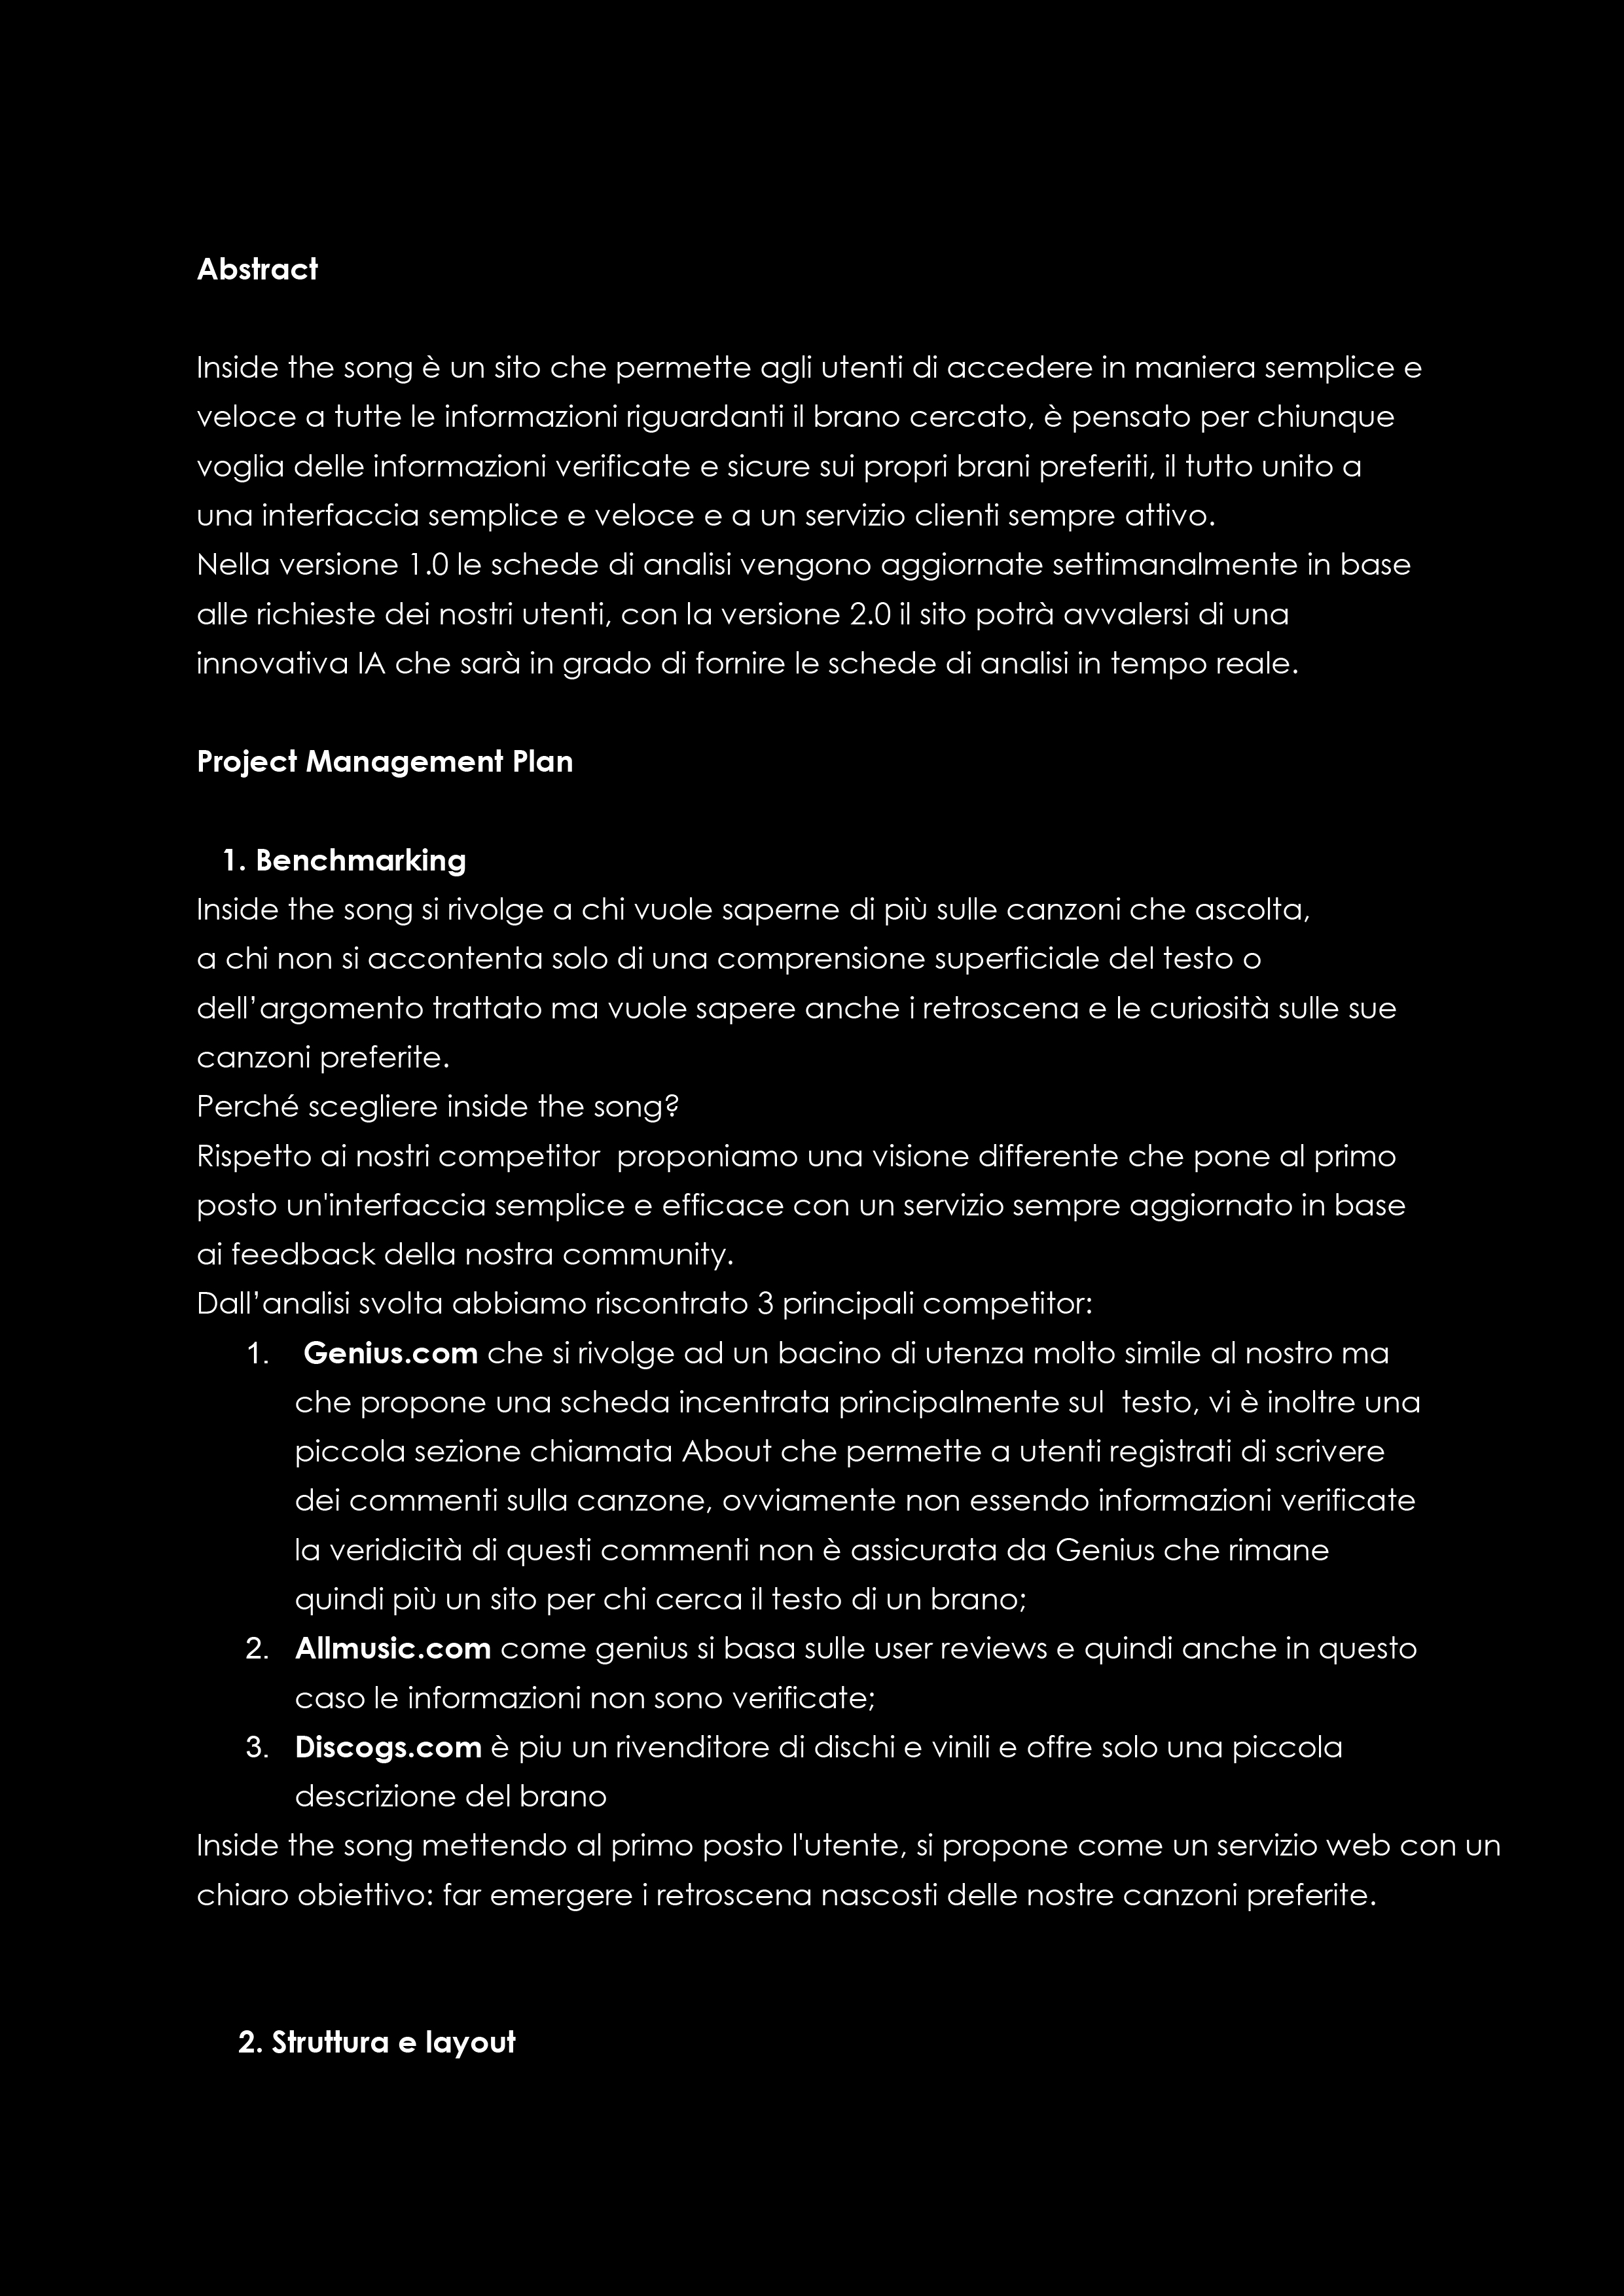 Abstract
Inside the song è un sito che permette agli utenti di accedere in maniera semplice e
veloce a tutte le informazioni riguardanti il brano cercato, è pensato per chiunque
voglia delle informazioni verificate e sicure sui propri brani preferiti, il tutto unito a
una interfaccia semplice e veloce e a un servizio clienti sempre attivo.
Nella versione 1.0 le schede di analisi vengono aggiornate settimanalmente in base
alle richieste dei nostri utenti, con la versione 2.0 il sito potrà avvalersi di una
innovativa IA che sarà in grado di fornire le schede di analisi in tempo reale.
Project Management Plan
1. Benchmarking
Inside the song si rivolge a chi vuole saperne di più sulle canzoni che ascolta,
a chi non si accontenta solo di una comprensione superficiale del testo o
dell’argomento trattato ma vuole sapere anche i retroscena e le curiosità sulle sue
canzoni preferite.
Perché scegliere inside the song?
Rispetto ai nostri competitor  proponiamo una visione differente che pone al primo
posto un'interfaccia semplice e efficace con un servizio sempre aggiornato in base
ai feedback della nostra community.
Dall’analisi svolta abbiamo riscontrato 3 principali competitor:
1. Genius.com che si rivolge ad un bacino di utenza molto simile al nostro ma
che propone una scheda incentrata principalmente sul  testo, vi è inoltre una
piccola sezione chiamata About che permette a utenti registrati di scrivere
dei commenti sulla canzone, ovviamente non essendo informazioni verificate
la veridicità di questi commenti non è assicurata da Genius che rimane
quindi più un sito per chi cerca il testo di un brano;
2. Allmusic.com come genius si basa sulle user reviews e quindi anche in questo
caso le informazioni non sono verificate;
3. Discogs.com è piu un rivenditore di dischi e vinili e offre solo una piccola
descrizione del brano
Inside the song mettendo al primo posto l'utente, si propone come un servizio web con un
chiaro obiettivo: far emergere i retroscena nascosti delle nostre canzoni preferite.
2. Struttura e layout